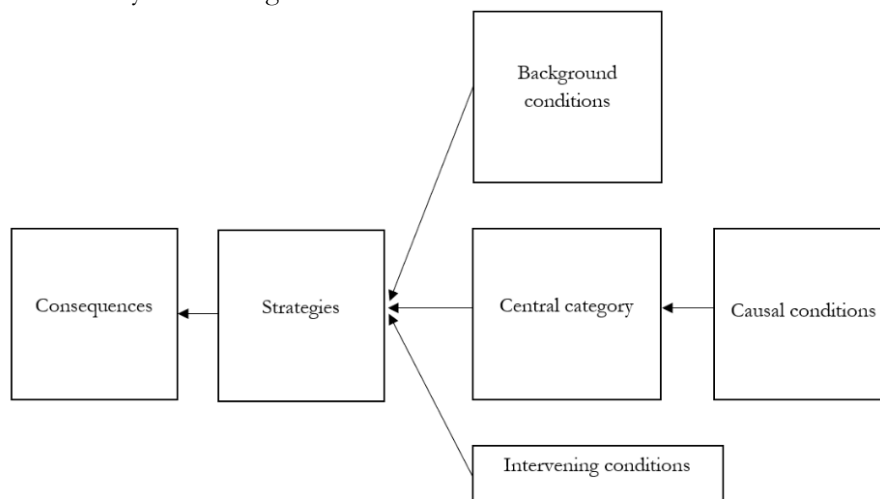 Background
conditions
Consequences
Strategies
Central category
Causal conditions
Intervening conditions